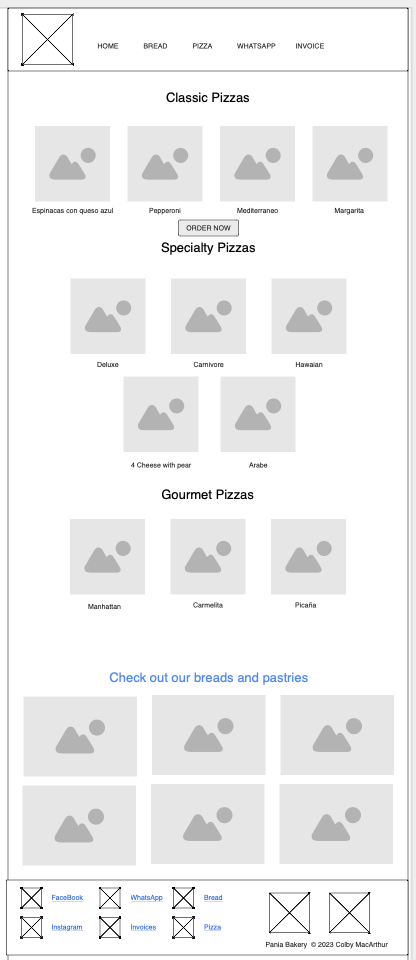 HOME BREAD PIZZA WHATSAPP INVOICE
Classic Pizzas
Espinacas con queso azul Pepperoni Mediterraneo Margarita
ORDER NOW
Specialty Pizzas
Deluxe Carnivore Hawaian
4 Cheese with pear Arabe
Gourmet Pizzas
Manhattan Carmelita Picaña
Check out our breads and pastries
FaceBook WhatsApp Bread
Instagram Invoices Pizza
Pania Bakery © 2023 Colby MacArthur